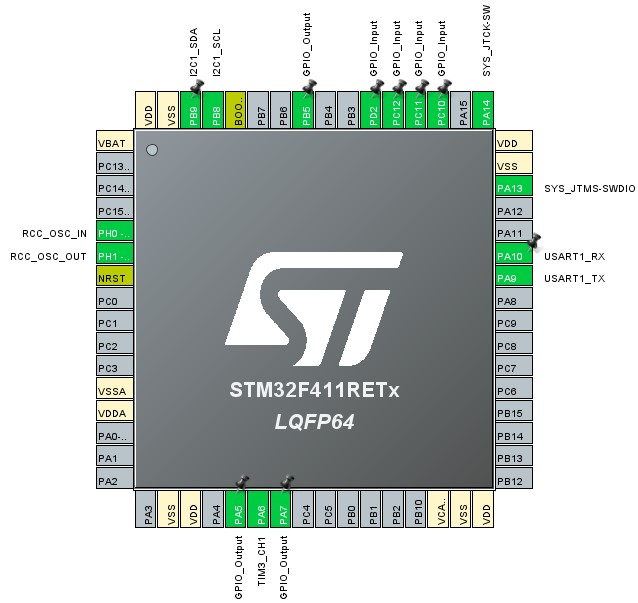 I2C1_SDA
I2C1_SCL
GPIO_Output
GPIO_Input
GPIO_Input
GPIO_Input
GPIO_Input
SYS_JTCK-SW
VDD
VSS
PB9
PB8
BOO..
PB7
PB6
PB5
PB4
PB3
PD2
PC12
PC11
PC10
PA15
PA14
VBAT
PC13..
PC14..
PC15..
RCC_OSC_IN PH0 -..
RCC_OSC_OUT PH1 -..
NRST
PC0
PC1
PC2
PC3
VSSA
VDDA
PA0-..
PA1
PA2
VDD
VSS
PA13 SYS_JTMS-SWDIO
PA12
PA11
PA10 USART1_RX
PA9 USART1_TX
PA8
PC9
PC8
PC7
PC6
PB15
PB14
PB13
PB12
ST
STM32F411RETx
LQFP64
PA3
VSS
VDD
PA4
PA5
PA6
PA7
PC4
PC5
PB0
PB1
PB2
PB10
VCA..
VSS
VDD
GPIO_Output
TIM3_CH1
GPIO_Output